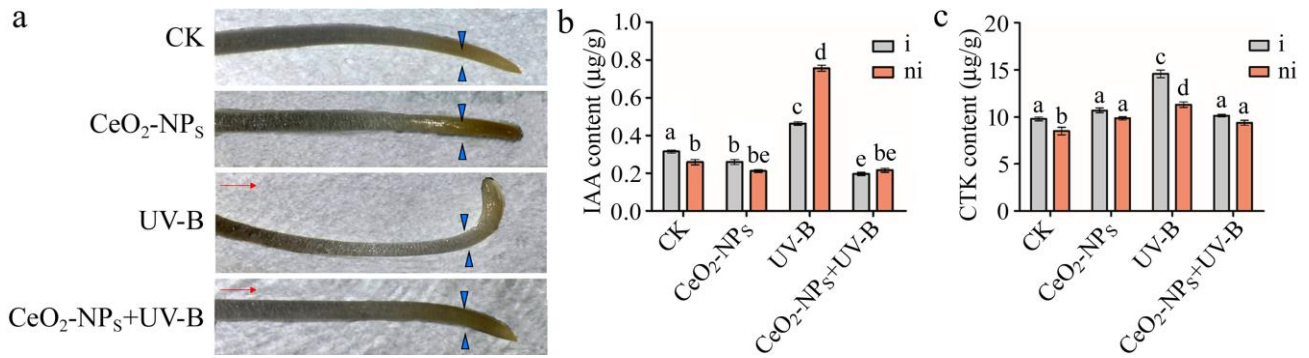 a
CK
CeO₂-NPs
UV-B
CeO₂-NPs+UV-B
b
IAA content (μg/g)
1.0
0.8
0.6
0.4
0.2
0.0
a b b be c d e be
i
ni
CK
CeO₂-NPs
UV-B
CeO₂-NPs+UV-B
c
CTK content (μg/g)
20
15
10
5
0
a b a a c d a a
i
ni
CK
CeO₂-NPs
UV-B
CeO₂-NPs+UV-B